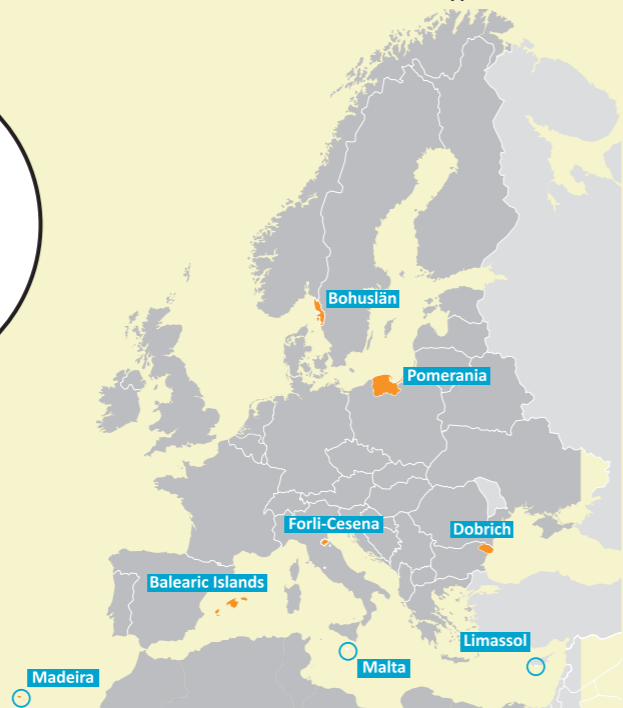 Bohuslän
Pomerania
Forli-Cesena
Dobrich
Balearic Islands
Limassol
Malta
Madeira